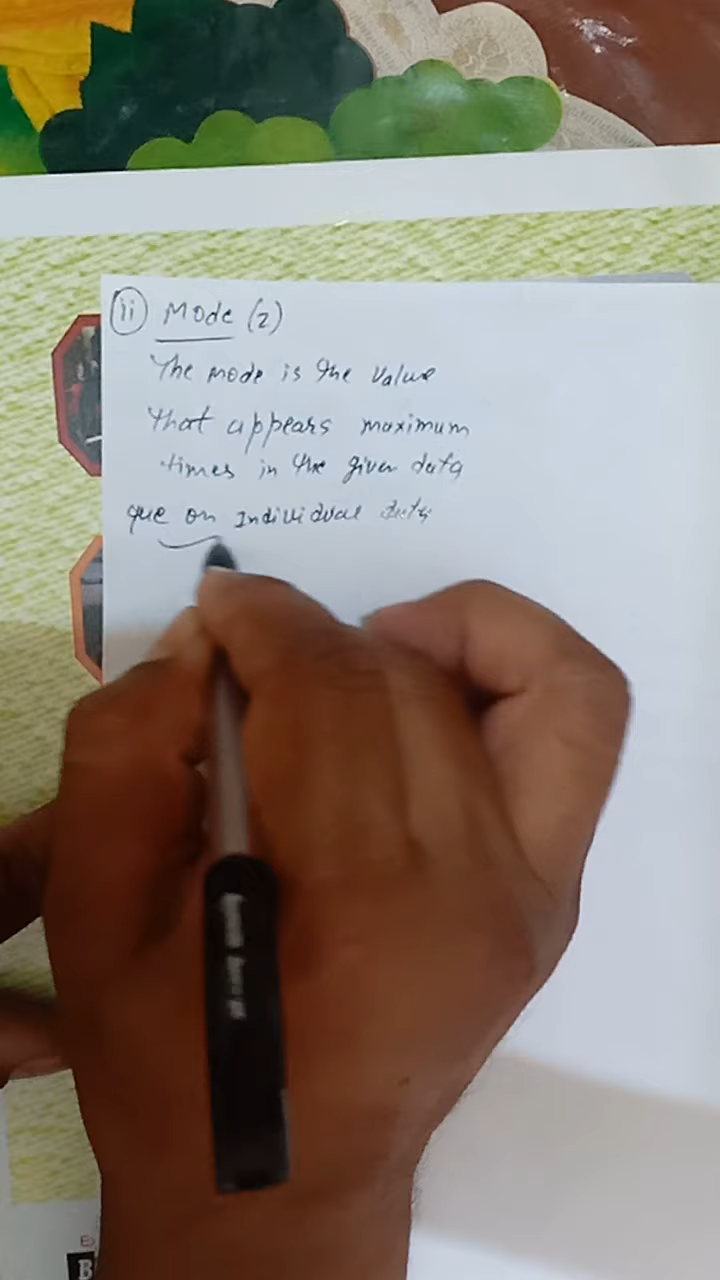 (ii) Mode (z)
The mode is the value
that appears maximum
times in the given data
que on Individual data
B